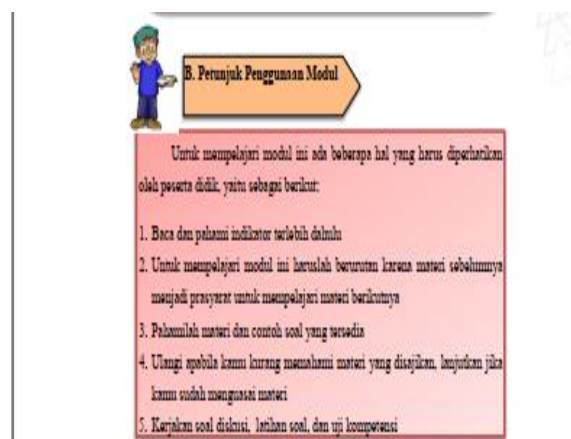 B. Petunjuk Penggunaan Modul
Untuk mempelajari modul ini ada beberapa hal yang harus diperhatikan
oleh peserta didik, yaitu sebagai berikut:
1. Baca dan pahami indikator terlebih dahulu
2. Untuk mempelajari modul ini haruslah berurutan karena materi sebelumnya
menjadi prasyarat untuk mempelajari materi berikutnya
3. Pahamilah materi dan contoh soal yang tersedia
4. Ulangi apabila kamu kurang memahami materi yang disajikan, lanjutkan jika
kamu sudah menguasai materi
5. Kerjakan soal diskusi, latihan soal, dan uji kompetensi